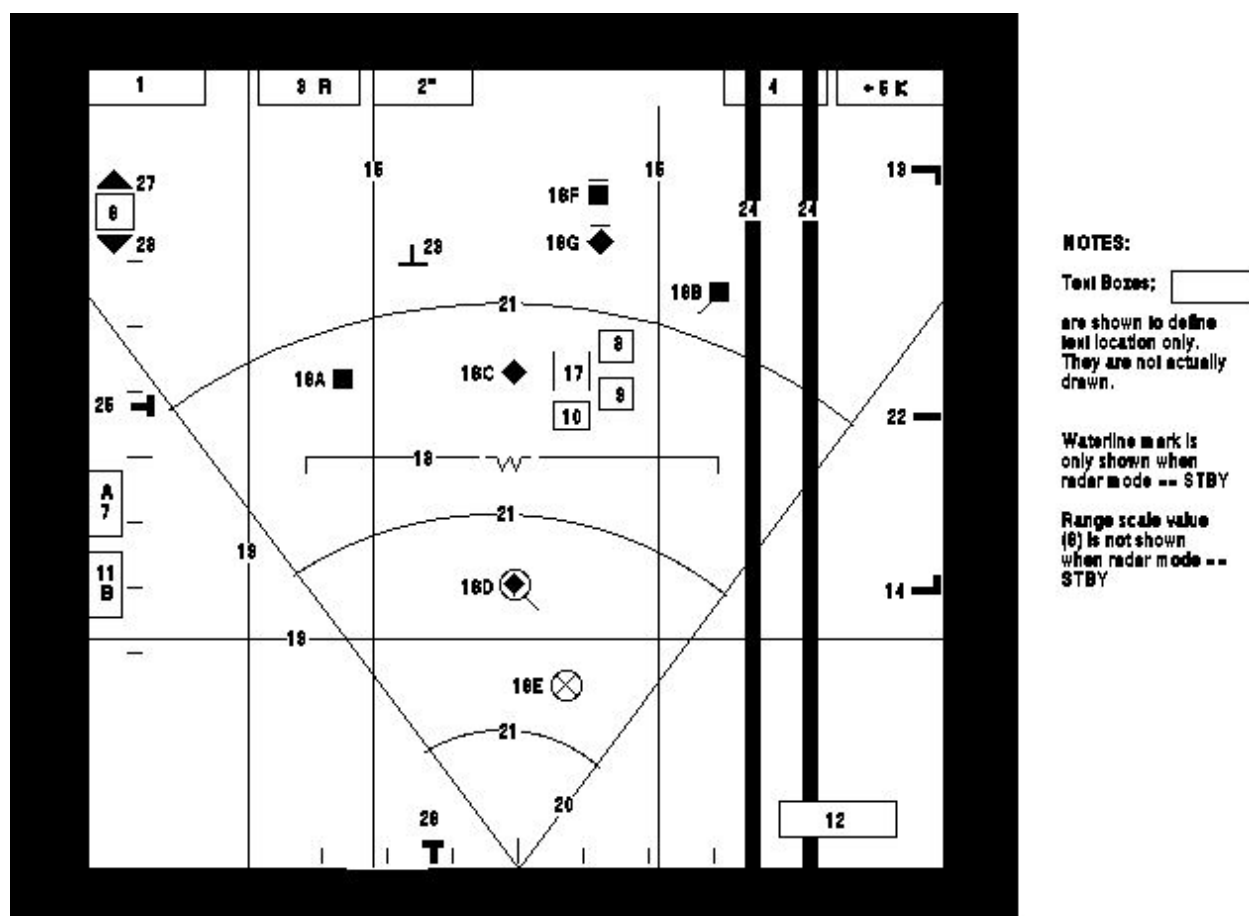 1
3 R
2"
4
+ 5 K
27
6
28
15
15
13
24
24
16F
16G
23
16B
21
16A
16C
8
17
9
10
25
22
18
A
7
11
B
21
19
16D
14
19
16E
21
20
26
12
NOTES:
Text Boxes;
are shown to define
text location only.
They are not actually
drawn.
Waterline mark is
only shown when
radar mode == STBY
Range scale value
(6) is not shown
when radar mode ==
STBY